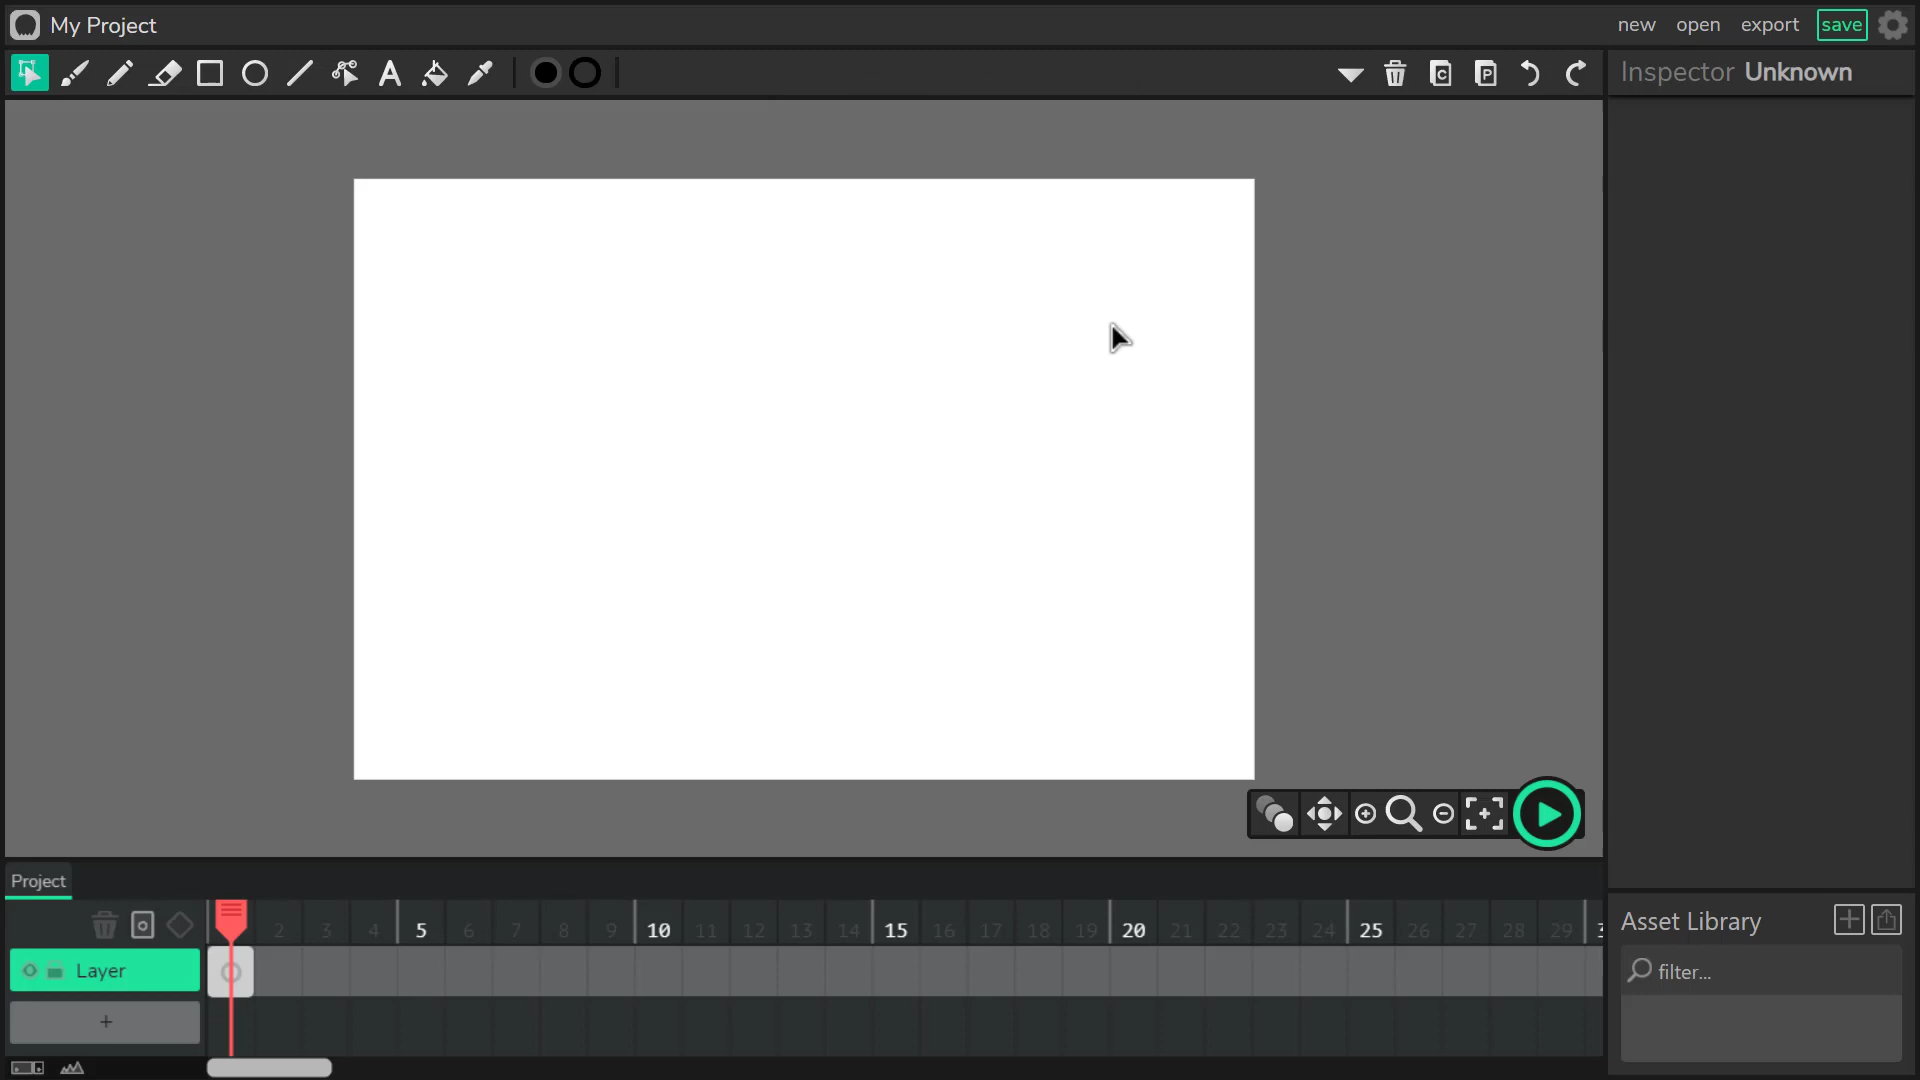 My Project
new open export save
Inspector Unknown
Project
2 3 4 5 6 7 8 9 10 11 12 13 14 15 16 17 18 19 20 21 22 23 24 25 26 27 28 29
Layer
+
Asset Library
filter...